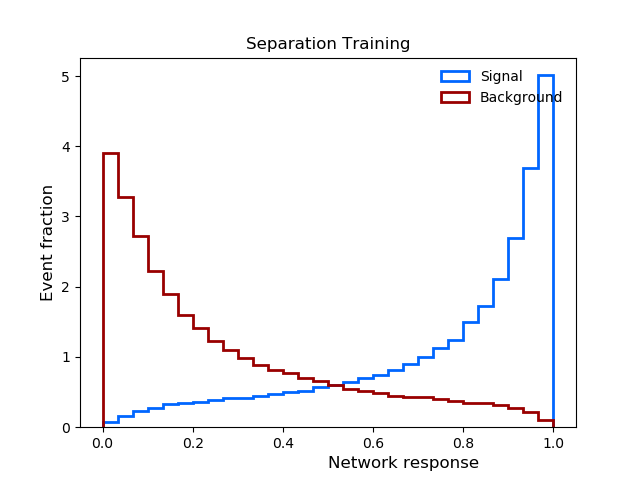 Separation Training
Signal
Background
Event fraction
5
4
3
2
1
0
0.0 0.2 0.4 0.6 0.8 1.0
Network response